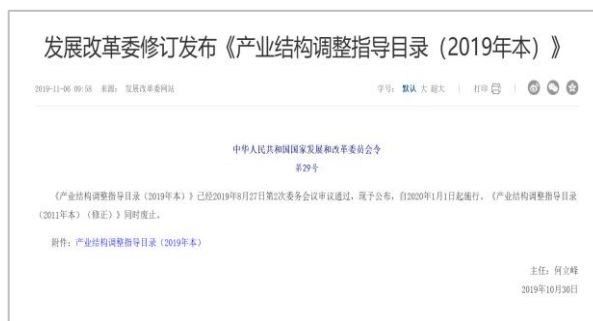 发展改革委修订发布《产业结构调整指导目录（2019年本）》
2019-11-06 09:58 来源： 发展改革委网站 字号： 默认 大 超大 | 打印 |
中华人民共和国国家发展和改革委员会令
第29号
《产业结构调整指导目录（2019年本）》已经2019年8月27日第2次委务会议审议通过，现予公布，自2020年1月1日起施行。《产业结构调整指导目录
（2011年本）（修正）》同时废止。
附件：产业结构调整指导目录（2019年本）
主任：何立峰
2019年10月30日